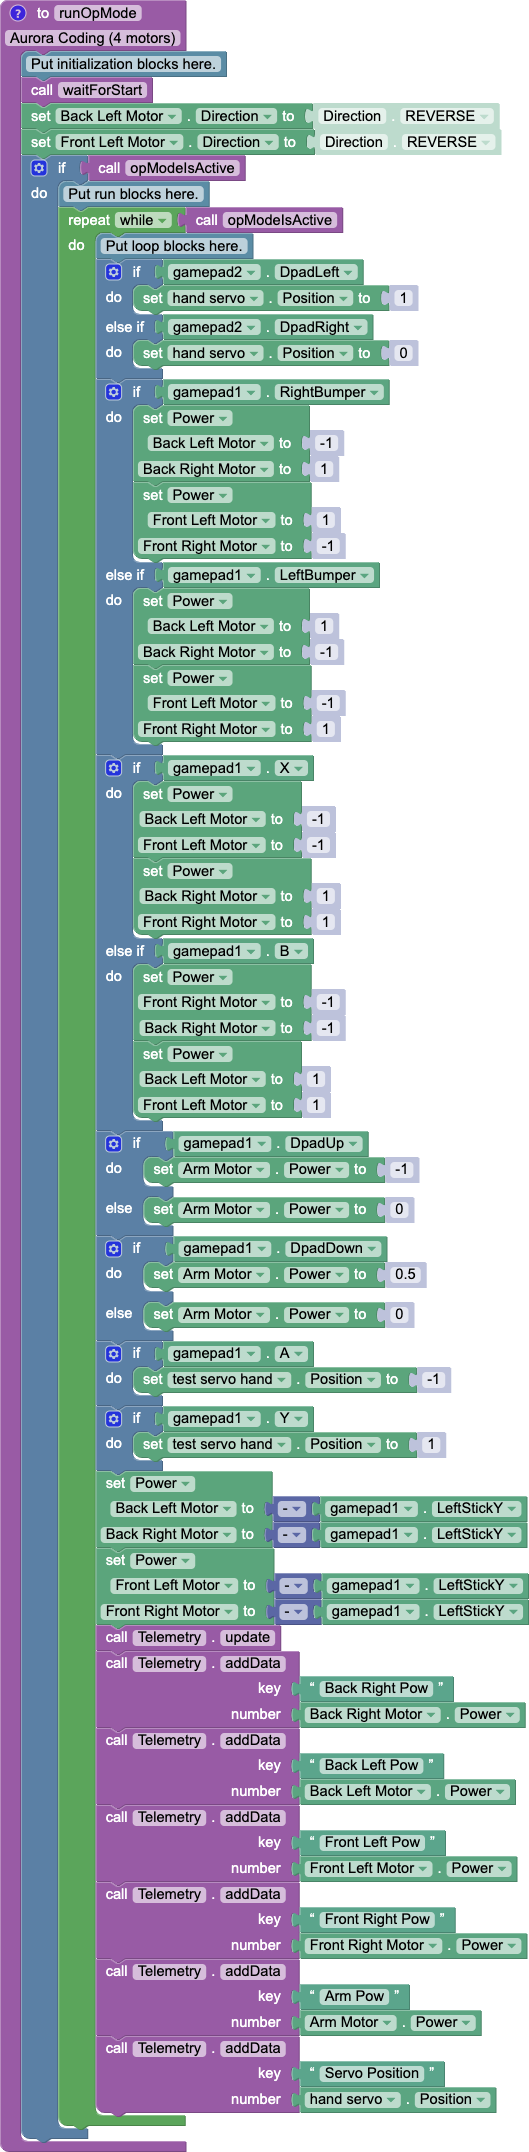 ? to runOpMode
Aurora Coding (4 motors)
Put initialization blocks here.
call waitForStart
set Back Left Motor . Direction to Direction . REVERSE
set Front Left Motor . Direction to Direction . REVERSE
if call opModeIsActive
do Put run blocks here.
repeat while call opModeIsActive
do Put loop blocks here.
if gamepad2 . DpadLeft
do set hand servo . Position to 1
else if gamepad2 . DpadRight
do set hand servo . Position to 0
if gamepad1 . RightBumper
do set Power
Back Left Motor to -1
Back Right Motor to 1
set Power
Front Left Motor to 1
Front Right Motor to -1
else if gamepad1 . LeftBumper
do set Power
Back Left Motor to 1
Back Right Motor to -1
set Power
Front Left Motor to -1
Front Right Motor to 1
if gamepad1 . X
do set Power
Back Left Motor to -1
Front Left Motor to -1
set Power
Back Right Motor to 1
Front Right Motor to 1
else if gamepad1 . B
do set Power
Front Right Motor to -1
Back Right Motor to -1
set Power
Back Left Motor to 1
Front Left Motor to 1
if gamepad1 . DpadUp
do set Arm Motor . Power to -1
else set Arm Motor . Power to 0
if gamepad1 . DpadDown
do set Arm Motor . Power to 0.5
else set Arm Motor . Power to 0
if gamepad1 . A
do set test servo hand . Position to -1
if gamepad1 . Y
do set test servo hand . Position to 1
set Power
Back Left Motor to - gamepad1 . LeftStickY
Back Right Motor to - gamepad1 . LeftStickY
set Power
Front Left Motor to - gamepad1 . LeftStickY
Front Right Motor to - gamepad1 . LeftStickY
call Telemetry . update
call Telemetry . addData
key “ Back Right Pow ”
number Back Right Motor . Power
call Telemetry . addData
key “ Back Left Pow ”
number Back Left Motor . Power
call Telemetry . addData
key “ Front Left Pow ”
number Front Left Motor . Power
call Telemetry . addData
key “ Front Right Pow ”
number Front Right Motor . Power
call Telemetry . addData
key “ Arm Pow ”
number Arm Motor . Power
call Telemetry . addData
key “ Servo Position ”
number hand servo . Position